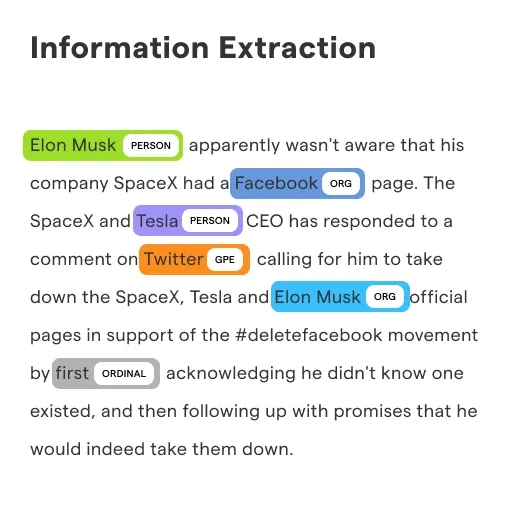 Information Extraction
Elon Musk PERSON apparently wasn't aware that his
company SpaceX had a Facebook ORG page. The
SpaceX and Tesla PERSON CEO has responded to a
comment on Twitter GPE calling for him to take
down the SpaceX, Tesla and Elon Musk ORG official
pages in support of the #deletefacebook movement
by first ORDINAL acknowledging he didn't know one
existed, and then following up with promises that he
would indeed take them down.